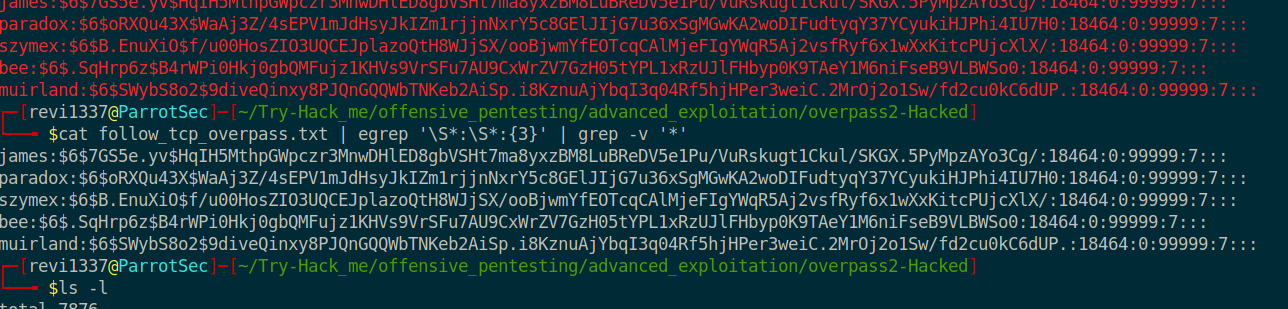 james:$6$7GS5e.yv$HqIH5MthpGWpczr3MnwDHlED8gbVSHt7ma8yxzBM8LuBReDV5e1Pu/VuRskugt1Ckul/SKGX.5PyMpzAYo3Cg/:18464:0:99999:7:::
paradox:$6$oRXQu43X$WaAj3Z/4sEPV1mJdHsyJkIZm1rjjnNxrY5c8GElJIjG7u36xSgMGwKA2woDIFudtyqY37YCyukiHJPhi4IU7H0:18464:0:99999:7:::
szymex:$6$B.EnuXiO$f/u00HosZIO3UQCEJplazoQtH8WJjSX/ooBjwmYfEOTcqCAlMjeFIgYWqR5Aj2vsfRyf6x1wXxKitcPUjcXlX/:18464:0:99999:7:::
bee:$6$.SqHrp6z$B4rWPi0Hkj0gbQMFujz1KHVs9VrSFu7AU9CxWrZV7GzH05tYPL1xRzUJlFHbyp0K9TAeY1M6niFseB9VLBWSo0:18464:0:99999:7:::
muirland:$6$SWybS8o2$9diveQinxy8PJQnGQQWbTNKeb2AiSp.i8KznuAjYbqI3q04Rf5hjHPer3weiC.2MrOj2o1Sw/fd2cu0kC6dUP.:18464:0:99999:7:::
┌─[revi1337@ParrotSec]─[~/Try-Hack_me/offensive_pentesting/advanced_exploitation/overpass2-Hacked]
└──╼ $cat follow_tcp_overpass.txt | egrep '\S*:\S*:{3}' | grep -v '*'
james:$6$7GS5e.yv$HqIH5MthpGWpczr3MnwDHlED8gbVSHt7ma8yxzBM8LuBReDV5e1Pu/VuRskugt1Ckul/SKGX.5PyMpzAYo3Cg/:18464:0:99999:7:::
paradox:$6$oRXQu43X$WaAj3Z/4sEPV1mJdHsyJkIZm1rjjnNxrY5c8GElJIjG7u36xSgMGwKA2woDIFudtyqY37YCyukiHJPhi4IU7H0:18464:0:99999:7:::
szymex:$6$B.EnuXiO$f/u00HosZIO3UQCEJplazoQtH8WJjSX/ooBjwmYfEOTcqCAlMjeFIgYWqR5Aj2vsfRyf6x1wXxKitcPUjcXlX/:18464:0:99999:7:::
bee:$6$.SqHrp6z$B4rWPi0Hkj0gbQMFujz1KHVs9VrSFu7AU9CxWrZV7GzH05tYPL1xRzUJlFHbyp0K9TAeY1M6niFseB9VLBWSo0:18464:0:99999:7:::
muirland:$6$SWybS8o2$9diveQinxy8PJQnGQQWbTNKeb2AiSp.i8KznuAjYbqI3q04Rf5hjHPer3weiC.2MrOj2o1Sw/fd2cu0kC6dUP.:18464:0:99999:7:::
┌─[revi1337@ParrotSec]─[~/Try-Hack_me/offensive_pentesting/advanced_exploitation/overpass2-Hacked]
└──╼ $ls -l
total 7876